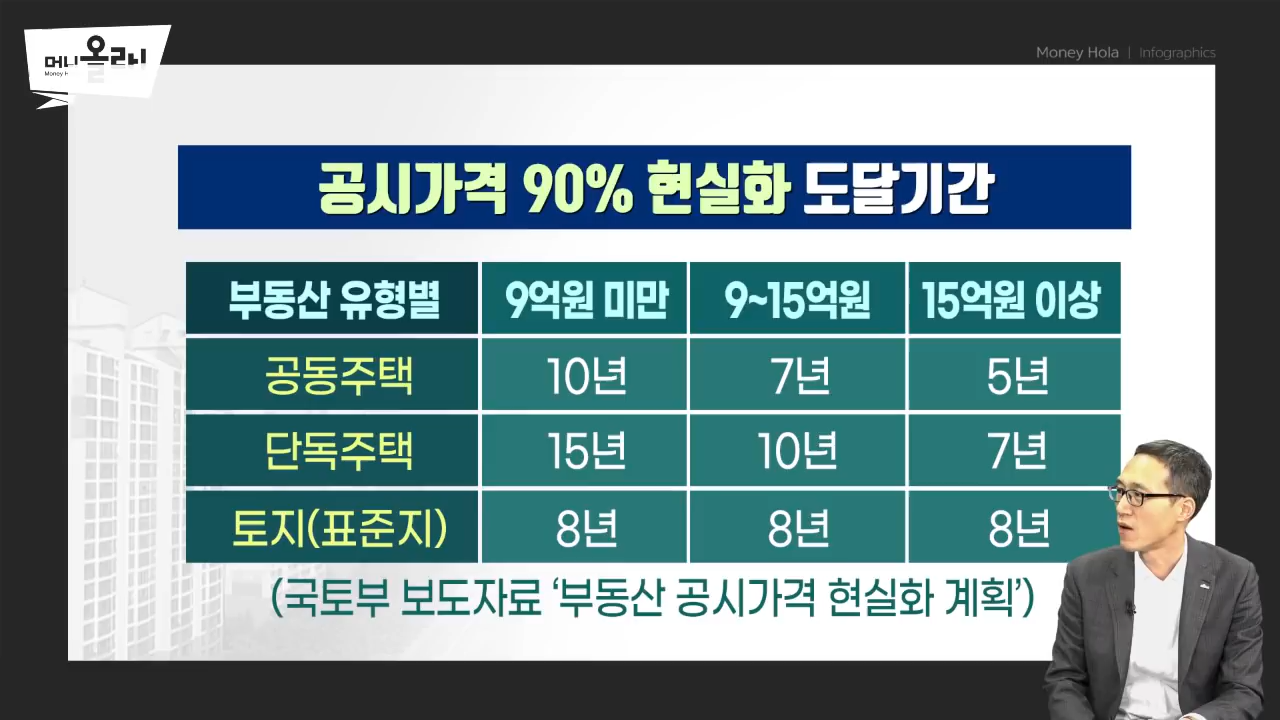 머니올라
Money H
Money Hola | Infographics
공시가격 90% 현실화 도달기간
부동산 유형별 9억원 미만 9~15억원 15억원 이상
공동주택 10년 7년 5년
단독주택 15년 10년 7년
토지(표준지) 8년 8년 8년
(국토부 보도자료 ‘부동산 공시가격 현실화 계획’)